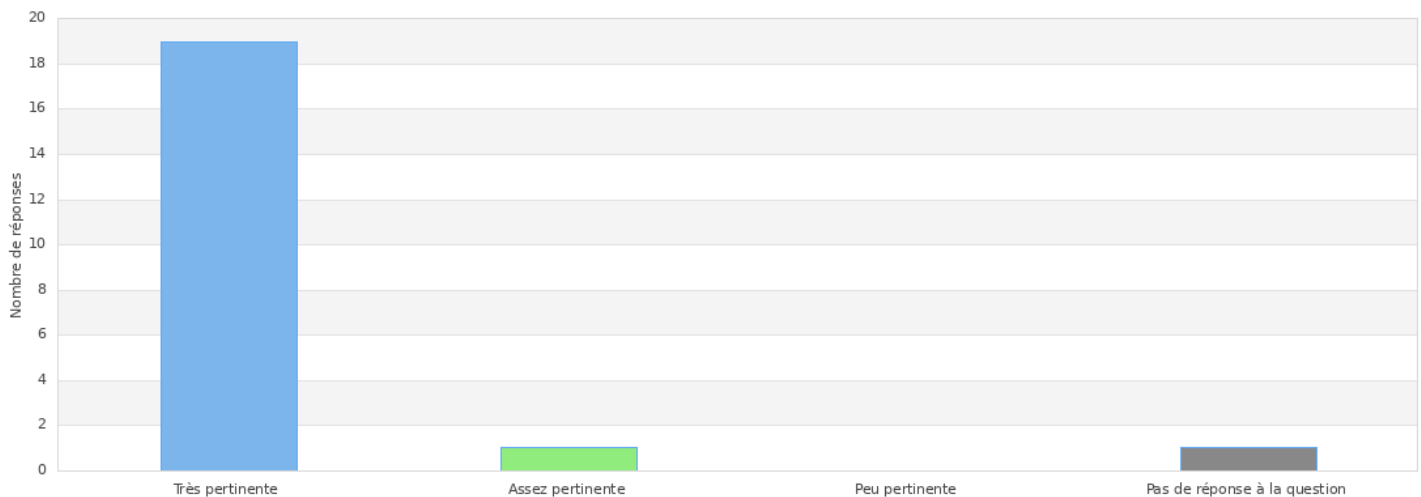 20
18
16
14
12
10
8
6
4
2
0
Nombre de réponses
Très pertinente
Assez pertinente
Peu pertinente
Pas de réponse à la question